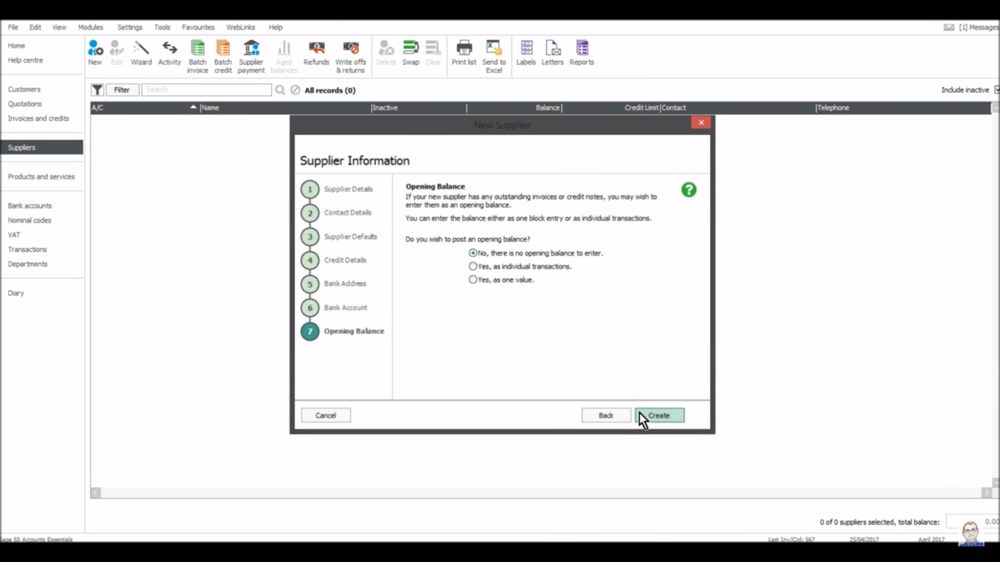 File Edit View Modules Settings Tools Favourites WebLinks Help [1] Messages
Home
Help centre
Customers
Quotations
Invoices and credits
Suppliers
Products and services
Bank accounts
Nominal codes
VAT
Transactions
Departments
Diary
New Edit Wizard Activity Batch invoice Batch credit Supplier payment Aged balances Refunds Write offs & returns Delete Swap Clear Print list Send to Excel Labels Letters Reports
Filter Search... All records (0) Include inactive
A/C Name Inactive Balance Credit Limit Contact Telephone
New Supplier
Supplier Information
1 Supplier Details
2 Contact Details
3 Supplier Defaults
4 Credit Details
5 Bank Address
6 Bank Account
7 Opening Balance
Opening Balance
If your new supplier has any outstanding invoices or credit notes, you may wish to
enter them as an opening balance.
You can enter the balance either as one block entry or as individual transactions.
Do you wish to post an opening balance?
No, there is no opening balance to enter.
Yes, as individual transactions.
Yes, as one value.
?
Cancel Back Create
0 of 0 suppliers selected, total balance: 0.00
Sage 50 Accounts Essentials Last Inv/Crd: 567 25/04/2017 April 2017